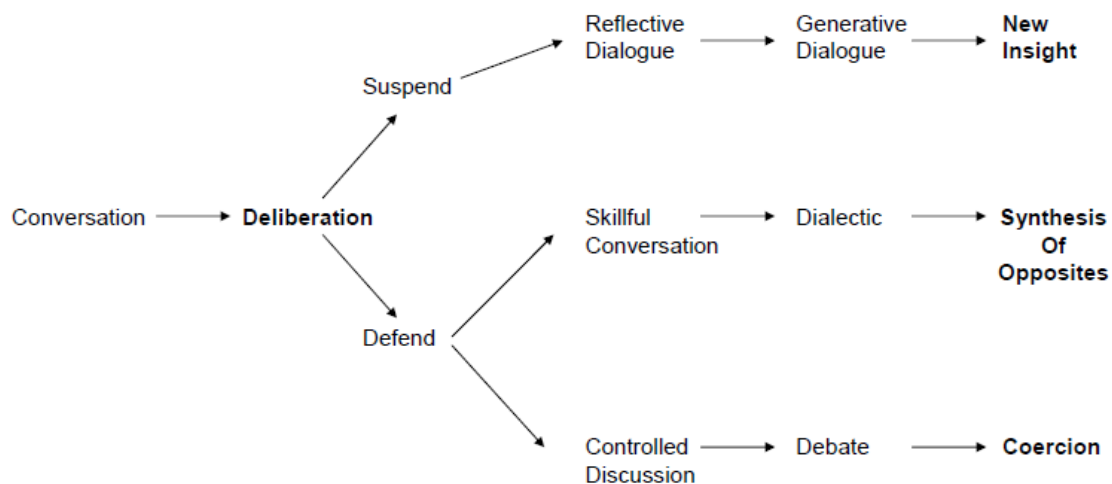 Reflective
Dialogue
Generative
Dialogue
New
Insight
Suspend
Conversation
Deliberation
Skillful
Conversation
Dialectic
Synthesis
Of
Opposites
Defend
Controlled
Discussion
Debate
Coercion